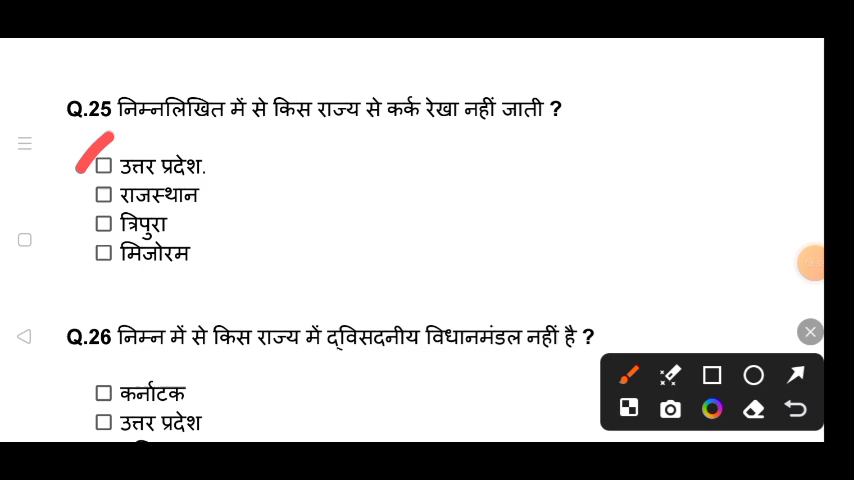 Q.25 निम्नलिखित में से किस राज्य से कर्क रेखा नहीं जाती ?
उत्तर प्रदेश.
राजस्थान
त्रिपुरा
मिजोरम
Q.26 निम्न में से किस राज्य में द्विसदनीय विधानमंडल नहीं है ?
कर्नाटक
उत्तर प्रदेश